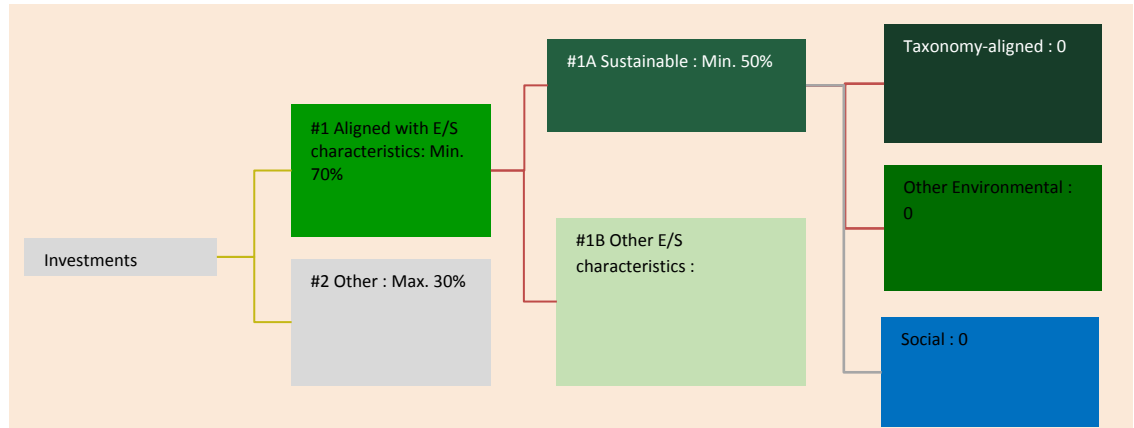 Investments
#1 Aligned with E/S
characteristics: Min.
70%
#2 Other : Max. 30%
#1A Sustainable : Min. 50%
#1B Other E/S
characteristics :
Taxonomy-aligned : 0
Other Environmental :
0
Social : 0